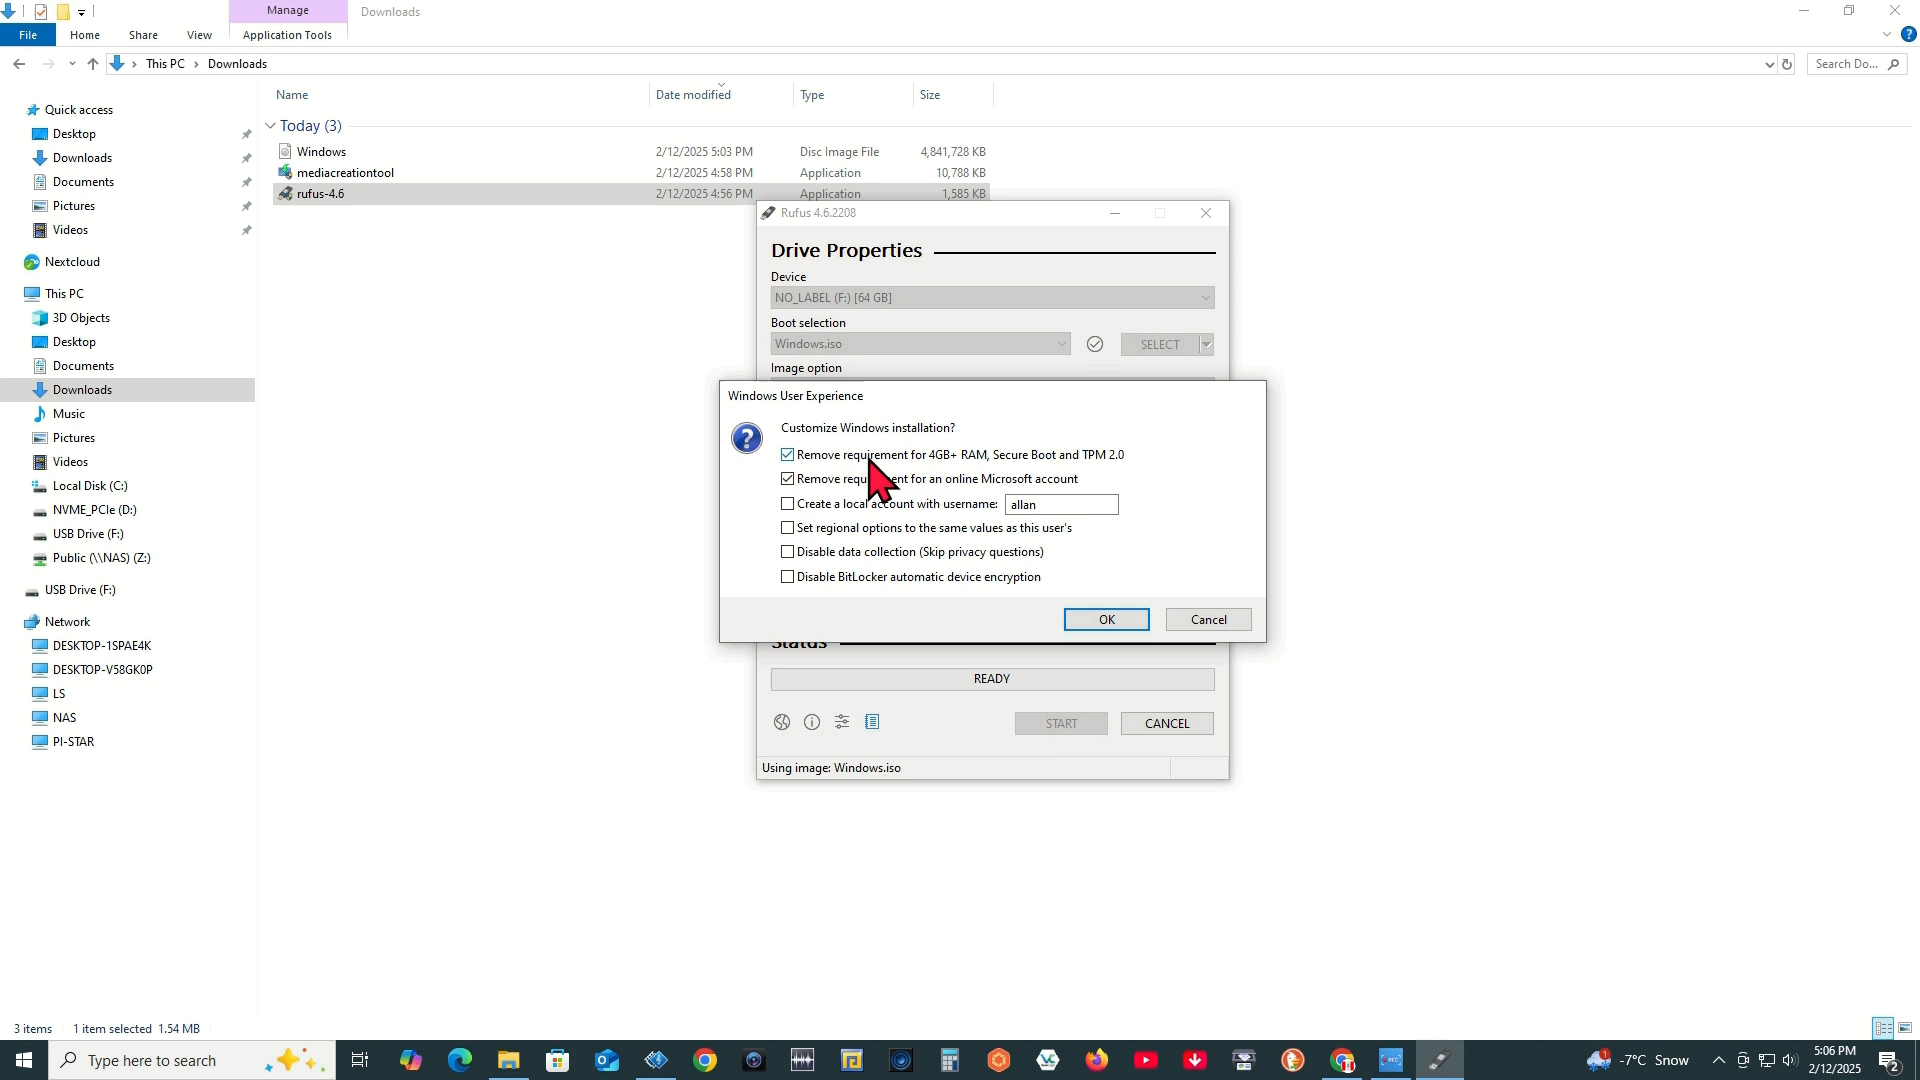 Manage
Downloads
File
Home
Share
View
Application Tools
This PC
Downloads
Search Do...
Name
Date modified
Type
Size
Today (3)
Windows 2/12/2025 5:03 PM Disc Image File 4,841,728 KB
mediacreationtool 2/12/2025 4:58 PM Application 10,788 KB
rufus-4.6 2/12/2025 4:56 PM Application 1,585 KB
Quick access
Desktop
Downloads
Documents
Pictures
Videos
Nextcloud
This PC
3D Objects
Desktop
Documents
Downloads
Music
Pictures
Videos
Local Disk (C:)
NVME_PCIe (D:)
USB Drive (F:)
Public (\\NAS) (Z:)
USB Drive (F:)
Network
DESKTOP-1SPAE4K
DESKTOP-V58GK0P
LS
NAS
PI-STAR
Rufus 4.6.2208
Drive Properties
Device
NO_LABEL (F:) [64 GB]
Boot selection
Windows.iso
SELECT
Image option
Windows User Experience
Customize Windows installation?
Remove requirement for 4GB+ RAM, Secure Boot and TPM 2.0
Remove requirement for an online Microsoft account
Create a local account with username: allan
Set regional options to the same values as this user's
Disable data collection (Skip privacy questions)
Disable BitLocker automatic device encryption
OK
Cancel
Status
READY
START
CANCEL
Using image: Windows.iso
3 items
1 item selected 1.54 MB
Type here to search
-7°C Snow
5:06 PM
2/12/2025
2